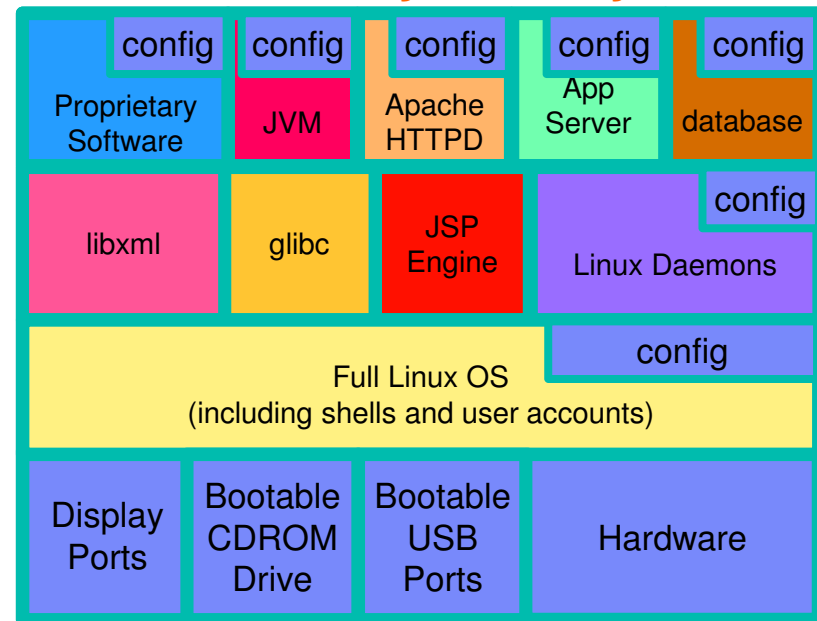 config
config
config
config
config
Proprietary
Software
JVM
Apache
HTTPD
App
Server
database
libxml
glibc
JSP
Engine
config
Linux Daemons
config
Full Linux OS
(including shells and user accounts)
Display
Ports
Bootable
CDROM
Drive
Bootable
USB
Ports
Hardware